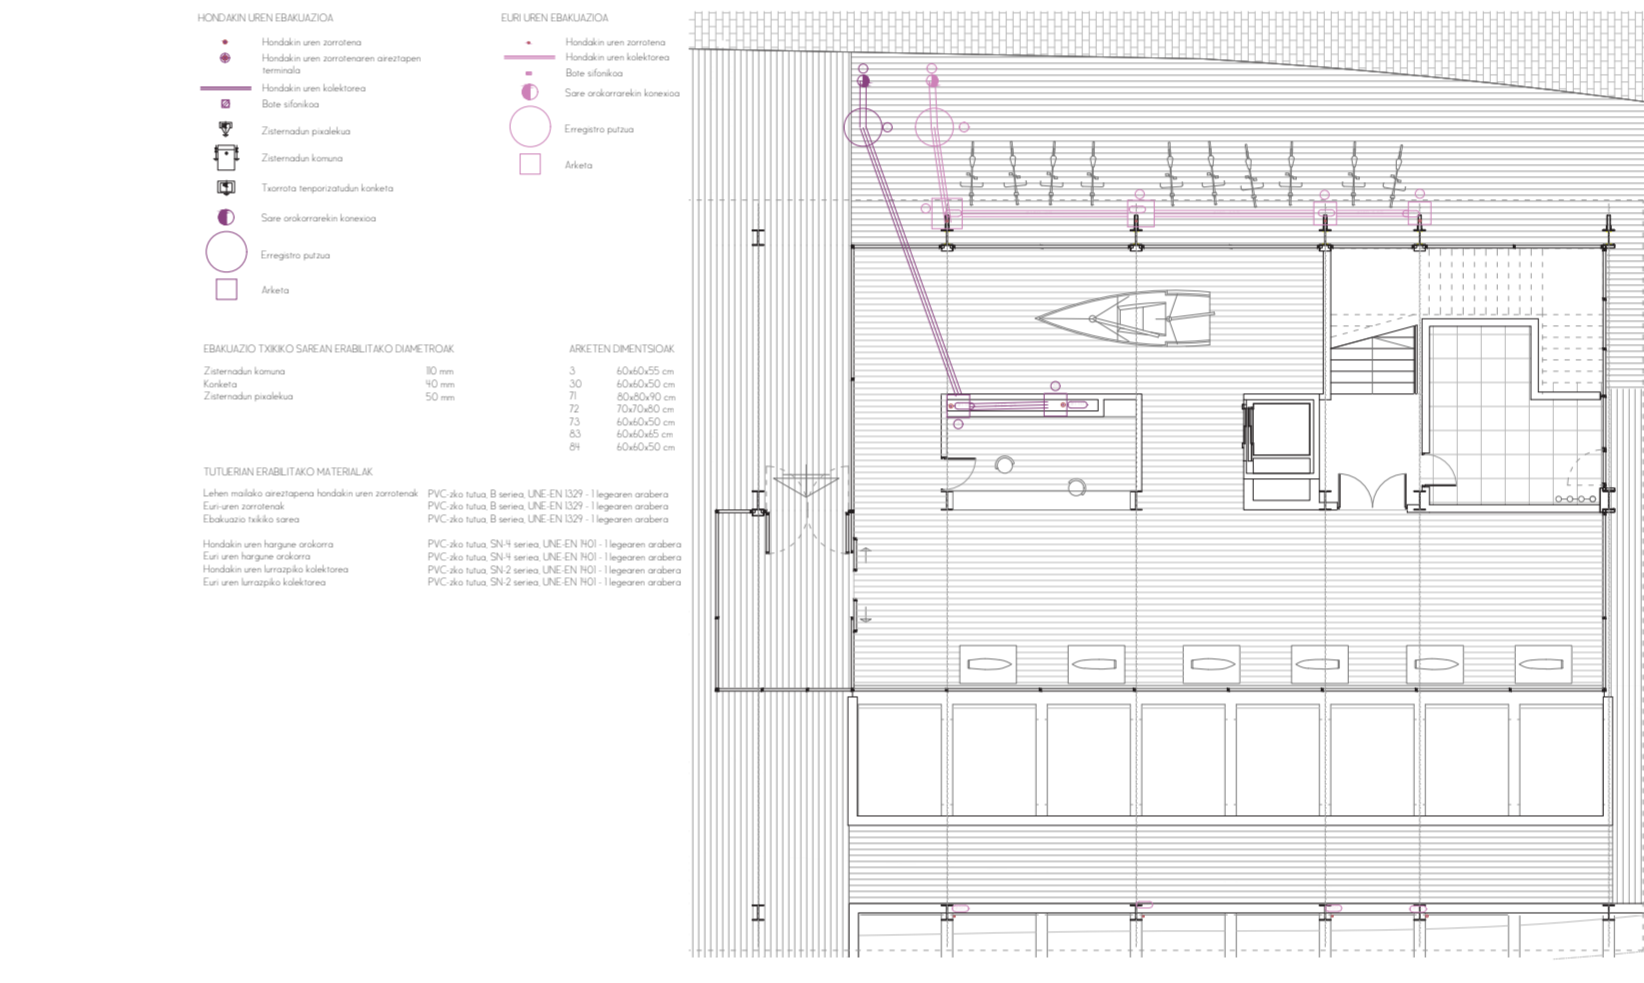 HONDAKIN UREN EBAKUAZIOA
Hondakin uren zorrotena
Hondakin uren zorrotenaren aireztapen
terminala
Hondakin uren kolektorea
Bote sifonikoa
Zisternadun pixalekua
Zisternadun komuna
Txorrota tenporizatudun konketa
Sare orokorrarekin konexioa
Erregistro putzua
Arketa
EURI UREN EBAKUAZIOA
Hondakin uren zorrotena
Hondakin uren kolektorea
Bote sifonikoa
Sare orokorrarekin konexioa
Erregistro putzua
Arketa
EBAKUAZIO TXIKIKO SAREAN ERABILITAKO DIAMETROAK
Zisternadun komuna 110 mm
Konketa 40 mm
Zisternadun pixalekua 50 mm
ARKETEN DIMENTSIOAK
3 60x60x55 cm
30 60x60x50 cm
71 80x80x90 cm
72 70x70x80 cm
73 60x60x50 cm
83 60x60x65 cm
84 60x60x50 cm
TUTUERIAN ERABILITAKO MATERIALAK
Lehen mailako aireztapena hondakin uren zorrotenak PVC-zko tutua, B seriea, UNE-EN 1329 - 1 legearen arabera
Euri-uren zorrotenak PVC-zko tutua, B seriea, UNE-EN 1329 - 1 legearen arabera
Ebakuazio txikiko sarea PVC-zko tutua, B seriea, UNE-EN 1329 - 1 legearen arabera
Hondakin uren hargune orokorra PVC-zko tutua, SN-4 seriea, UNE-EN 1401 - 1 legearen arabera
Euri uren hargune orokorra PVC-zko tutua, SN-4 seriea, UNE-EN 1401 - 1 legearen arabera
Hondakin uren lurrazpiko kolektorea PVC-zko tutua, SN-2 seriea, UNE-EN 1401 - 1 legearen arabera
Euri uren lurrazpiko kolektorea PVC-zko tutua, SN-2 seriea, UNE-EN 1401 - 1 legearen arabera